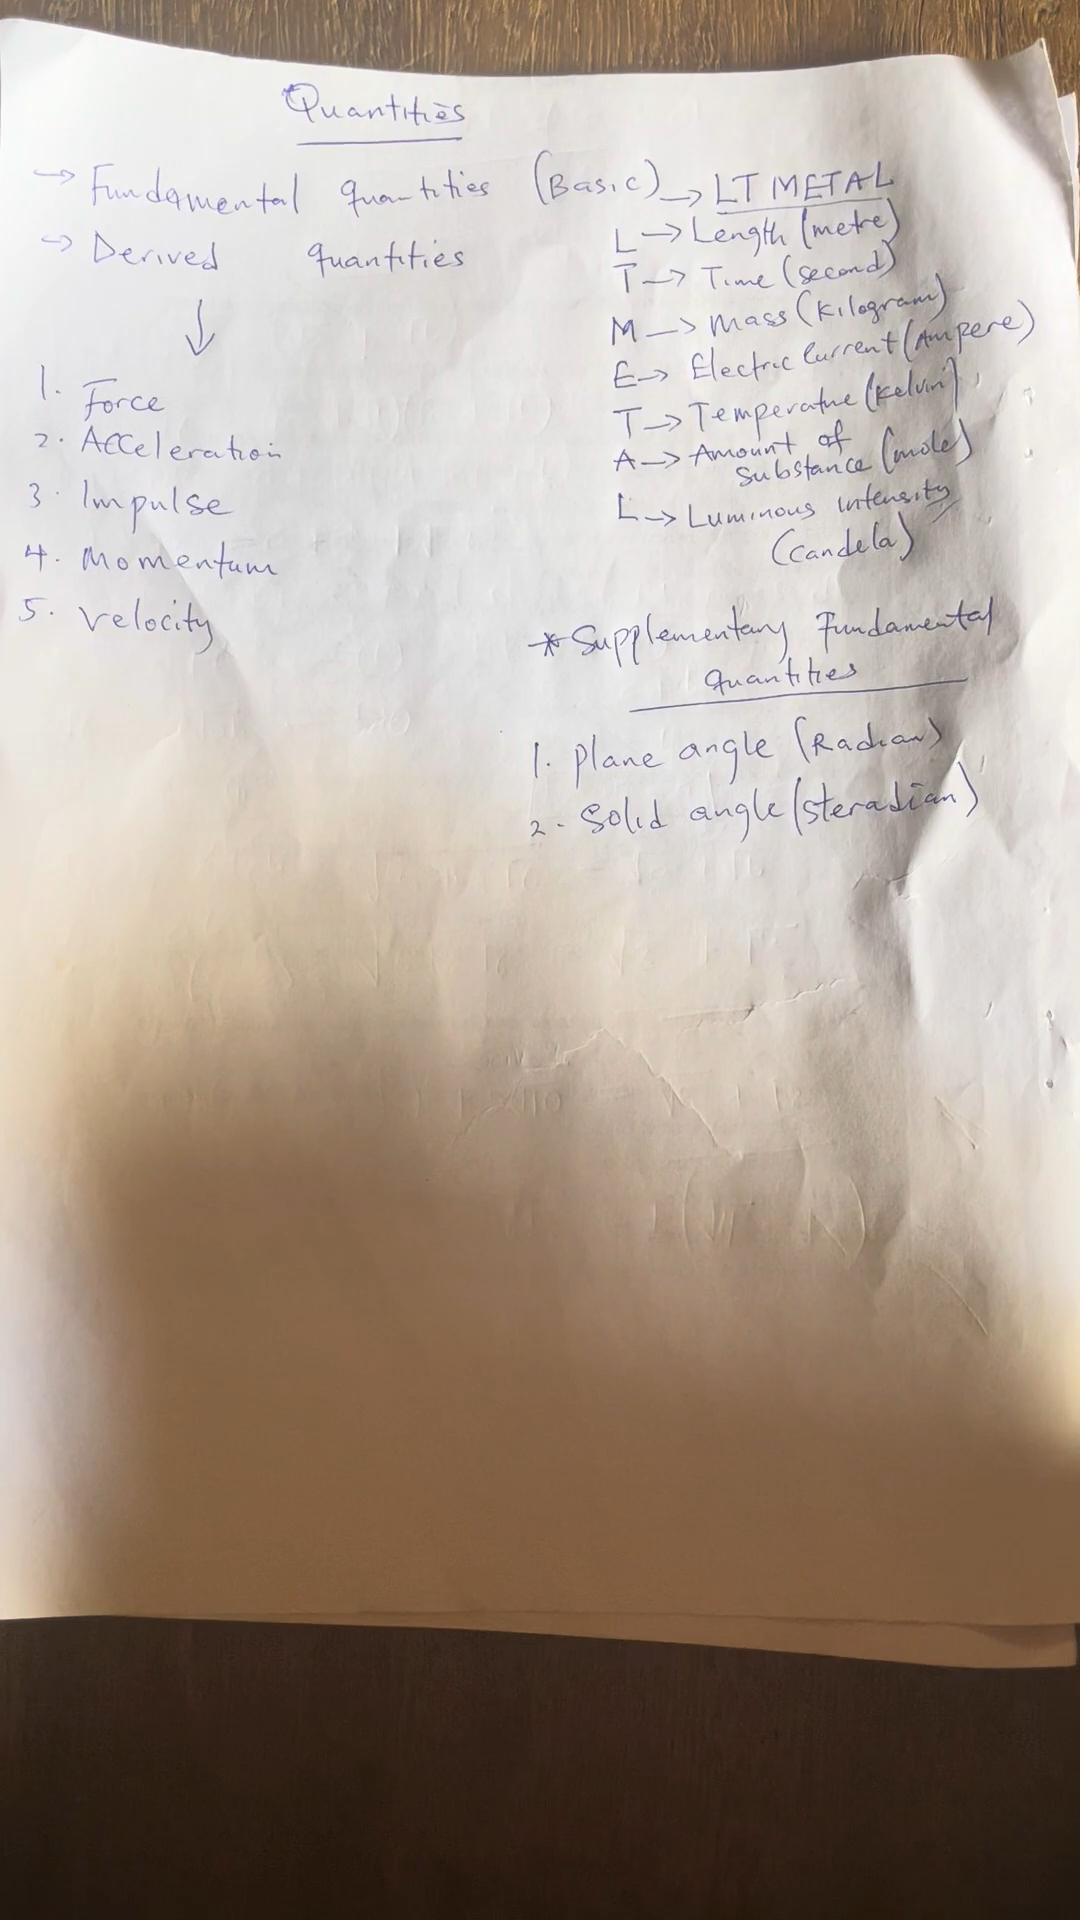 Quantities
→ Fundamental quantities (Basic) → LT METAL
→ Derived quantities
↓
1. Force
2. Acceleration
3. Impulse
4. Momentum
5. Velocity
L → Length (metre)
T → Time (second)
M → Mass (Kilogram)
E → Electric Current (Ampere)
T → Temperature (Kelvin)
A → Amount of
Substance (mole)
L → Luminous intensity
(Candela)
* Supplementary Fundamental
quantities
1. Plane angle (Radian)
2. Solid angle (Steradian)